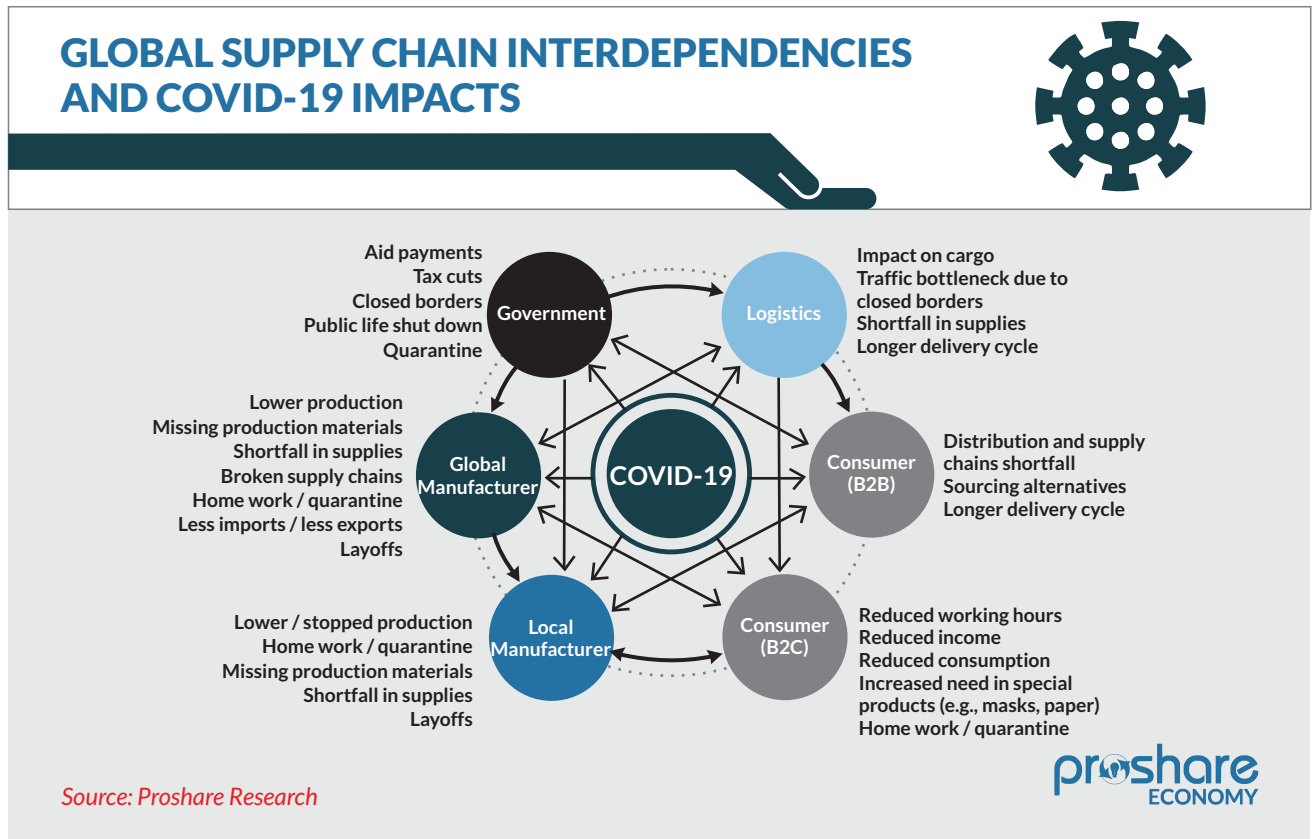 GLOBAL SUPPLY CHAIN INTERDEPENDENCIES
AND COVID-19 IMPACTS
Aid payments
Tax cuts
Closed borders
Public life shut down
Quarantine
Government
Logistics
Impact on cargo
Traffic bottleneck due to
closed borders
Shortfall in supplies
Longer delivery cycle
Lower production
Missing production materials
Shortfall in supplies
Broken supply chains
Home work / quarantine
Less imports / less exports
Layoffs
Global
Manufacturer
COVID-19
Consumer
(B2B)
Distribution and supply
chains shortfall
Sourcing alternatives
Longer delivery cycle
Lower / stopped production
Home work / quarantine
Missing production materials
Shortfall in supplies
Layoffs
Local
Manufacturer
Consumer
(B2C)
Reduced working hours
Reduced income
Reduced consumption
Increased need in special
products (e.g., masks, paper)
Home work / quarantine
Source: Proshare Research
proshare
ECONOMY